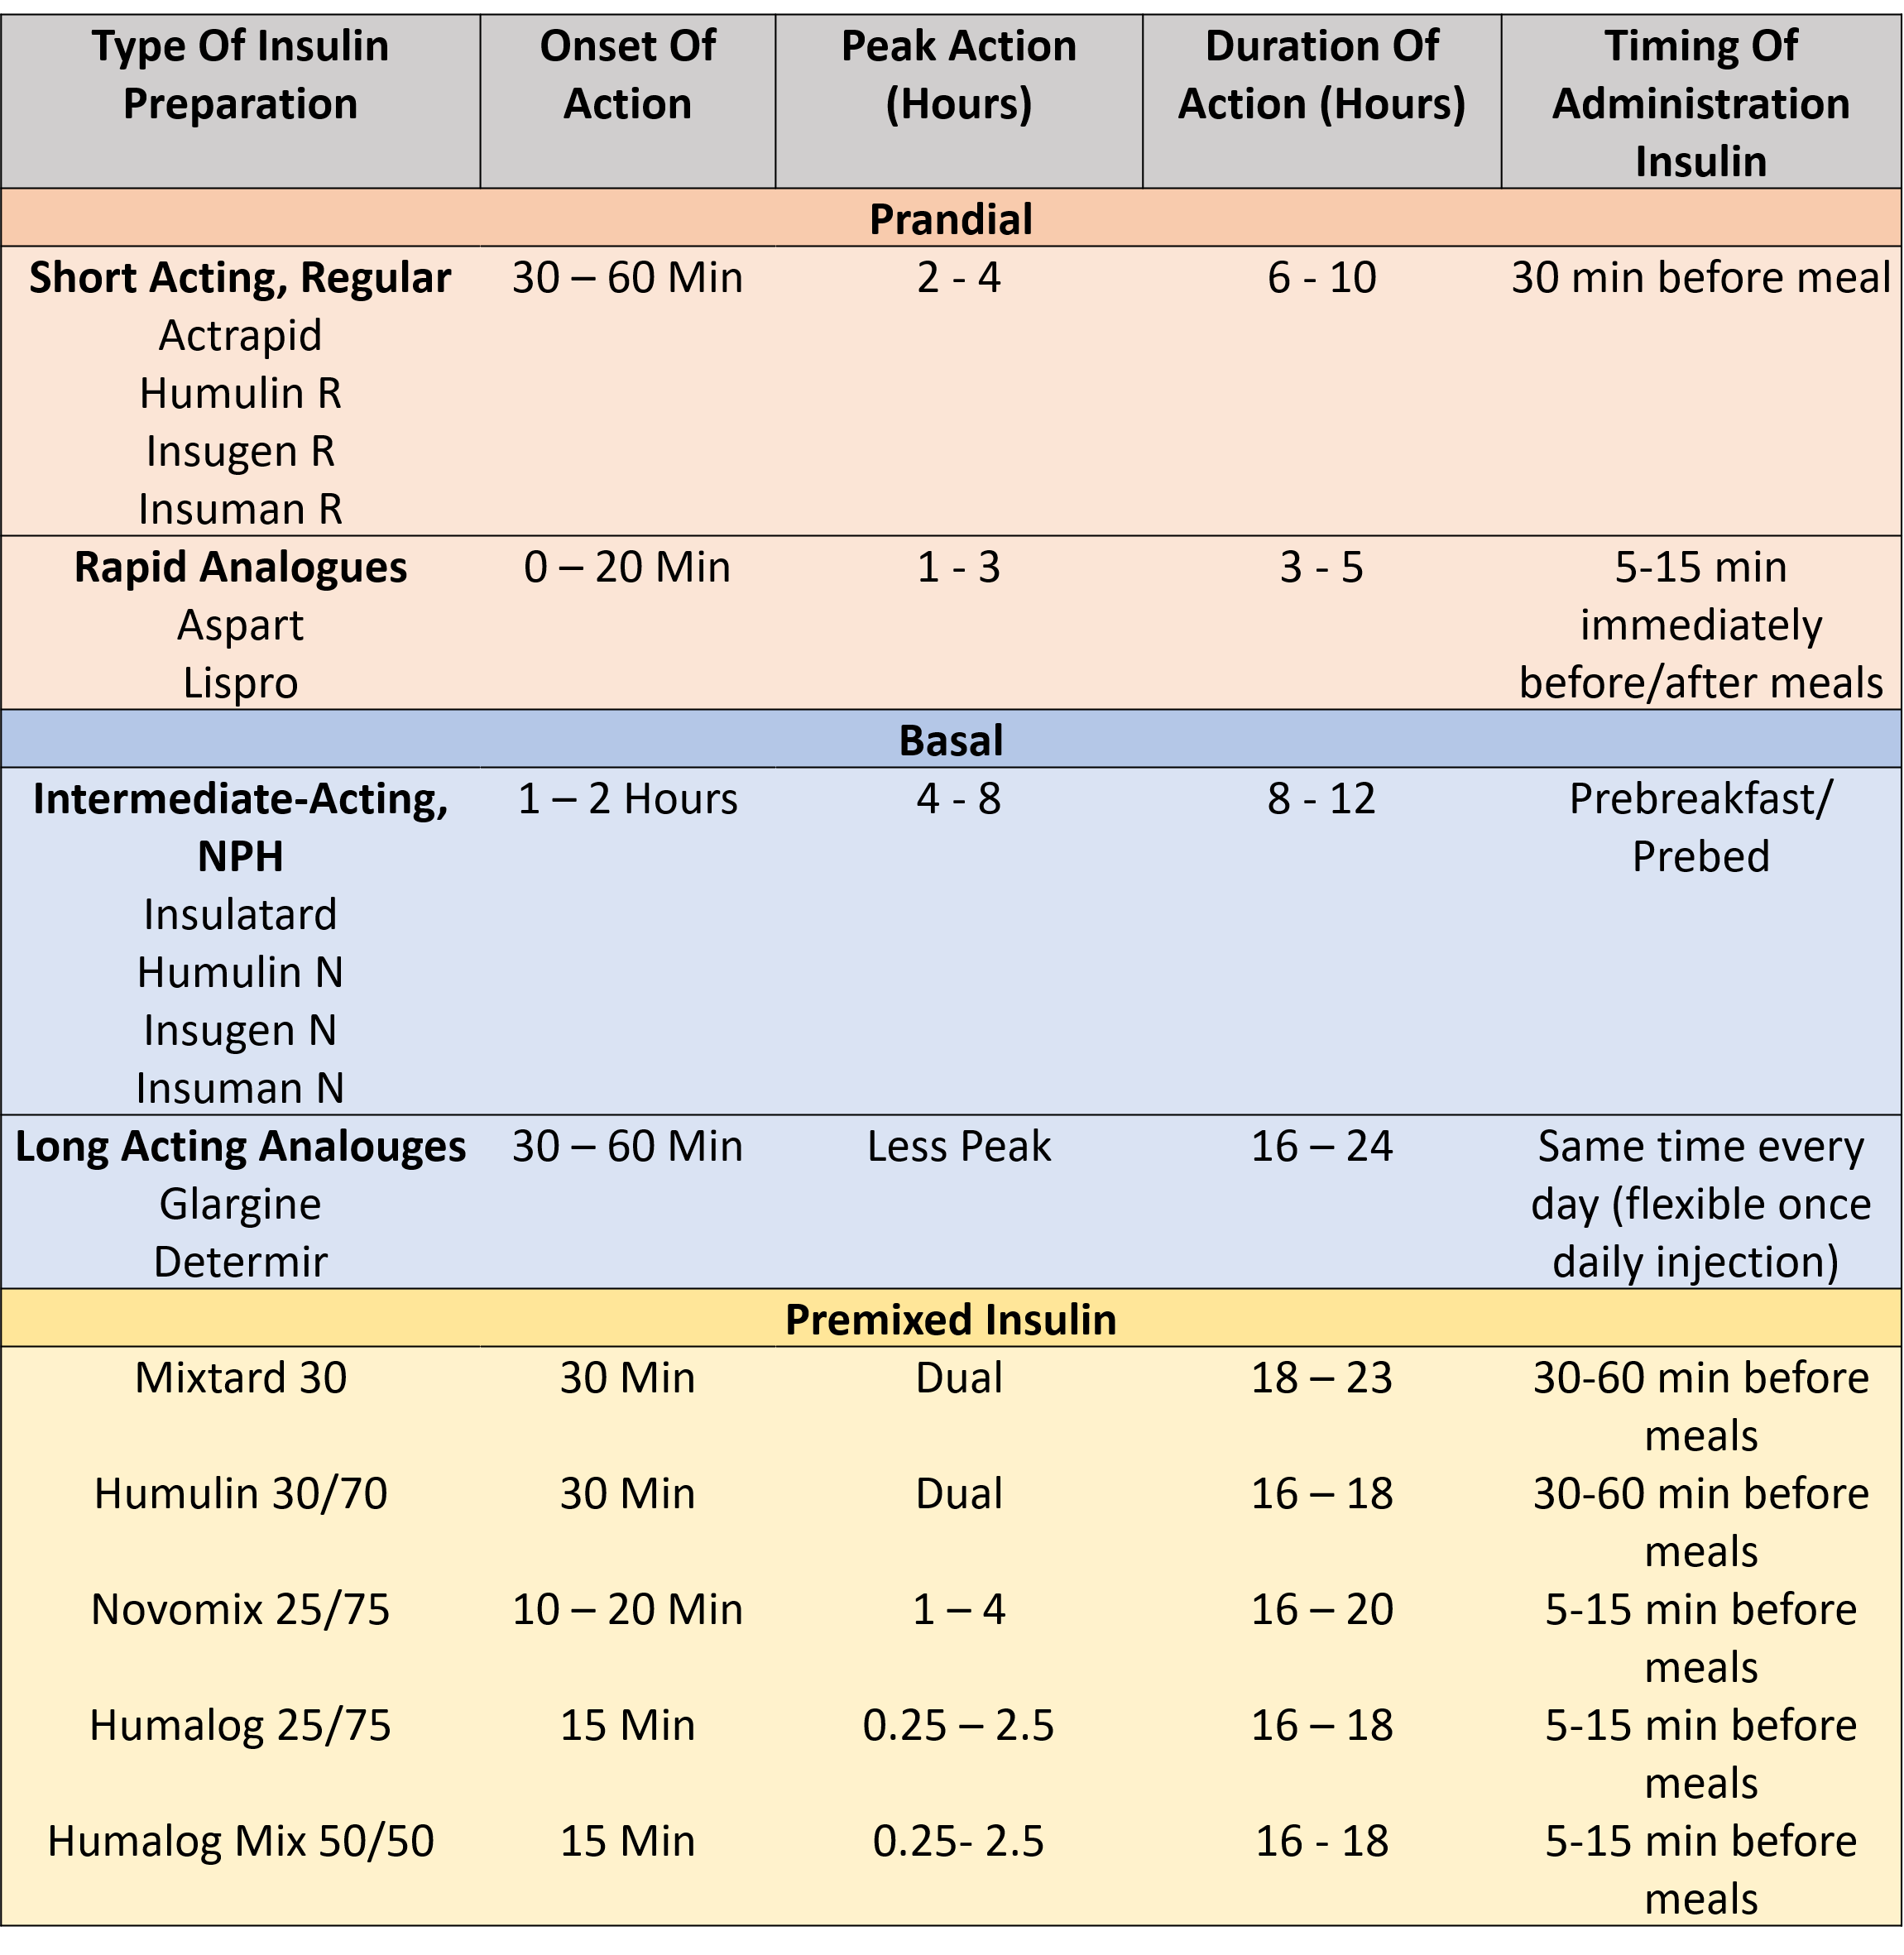 Type Of Insulin Preparation | Onset Of Action | Peak Action (Hours) | Duration Of Action (Hours) | Timing Of Administration Insulin
Prandial
Short Acting, Regular | 30 – 60 Min | 2 - 4 | 6 - 10 | 30 min before meal
Actrapid
Humulin R
Insugen R
Insuman R
Rapid Analogues | 0 – 20 Min | 1 - 3 | 3 - 5 | 5-15 min
Aspart | immediately
Lispro | before/after meals
Basal
Intermediate-Acting, | 1 – 2 Hours | 4 - 8 | 8 - 12 | Prebreakfast/
NPH | Prebed
Insulatard
Humulin N
Insugen N
Insuman N
Long Acting Analouges | 30 – 60 Min | Less Peak | 16 – 24 | Same time every
Glargine | day (flexible once
Determir | daily injection)
Premixed Insulin
Mixtard 30 | 30 Min | Dual | 18 – 23 | 30-60 min before
meals
Humulin 30/70 | 30 Min | Dual | 16 – 18 | 30-60 min before
meals
Novomix 25/75 | 10 – 20 Min | 1 – 4 | 16 – 20 | 5-15 min before
meals
Humalog 25/75 | 15 Min | 0.25 – 2.5 | 16 – 18 | 5-15 min before
meals
Humalog Mix 50/50 | 15 Min | 0.25- 2.5 | 16 - 18 | 5-15 min before
meals